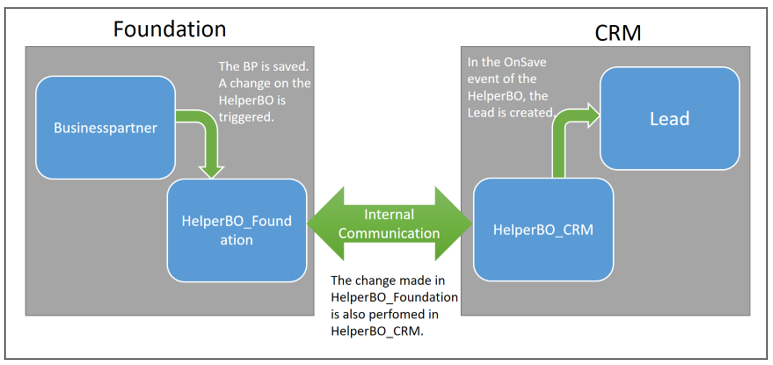 Foundation
CRM
The BP is saved.
A change on the
HelperBO is
triggered.
Businesspartner
HelperBO_Found
ation
Internal
Communication
The change made in
HelperBO_Foundation
is also perfomed in
HelperBO_CRM.
In the OnSave
event of the
HelperBO, the
Lead is created.
Lead
HelperBO_CRM